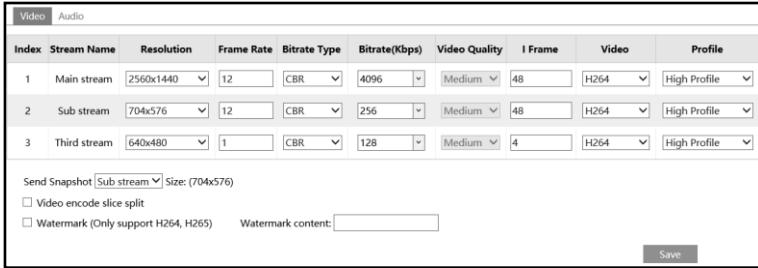 Video Audio
Index Stream Name Resolution Frame Rate Bitrate Type Bitrate(Kbps) Video Quality I Frame Video Profile
1 Main stream 2560x1440 12 CBR 4096 Medium 48 H264 High Profile
2 Sub stream 704x576 12 CBR 256 Medium 48 H264 High Profile
3 Third stream 640x480 1 CBR 128 Medium 4 H264 High Profile
Send Snapshot Sub stream Size: (704x576)
Video encode slice split
Watermark (Only support H264, H265) Watermark content:
Save